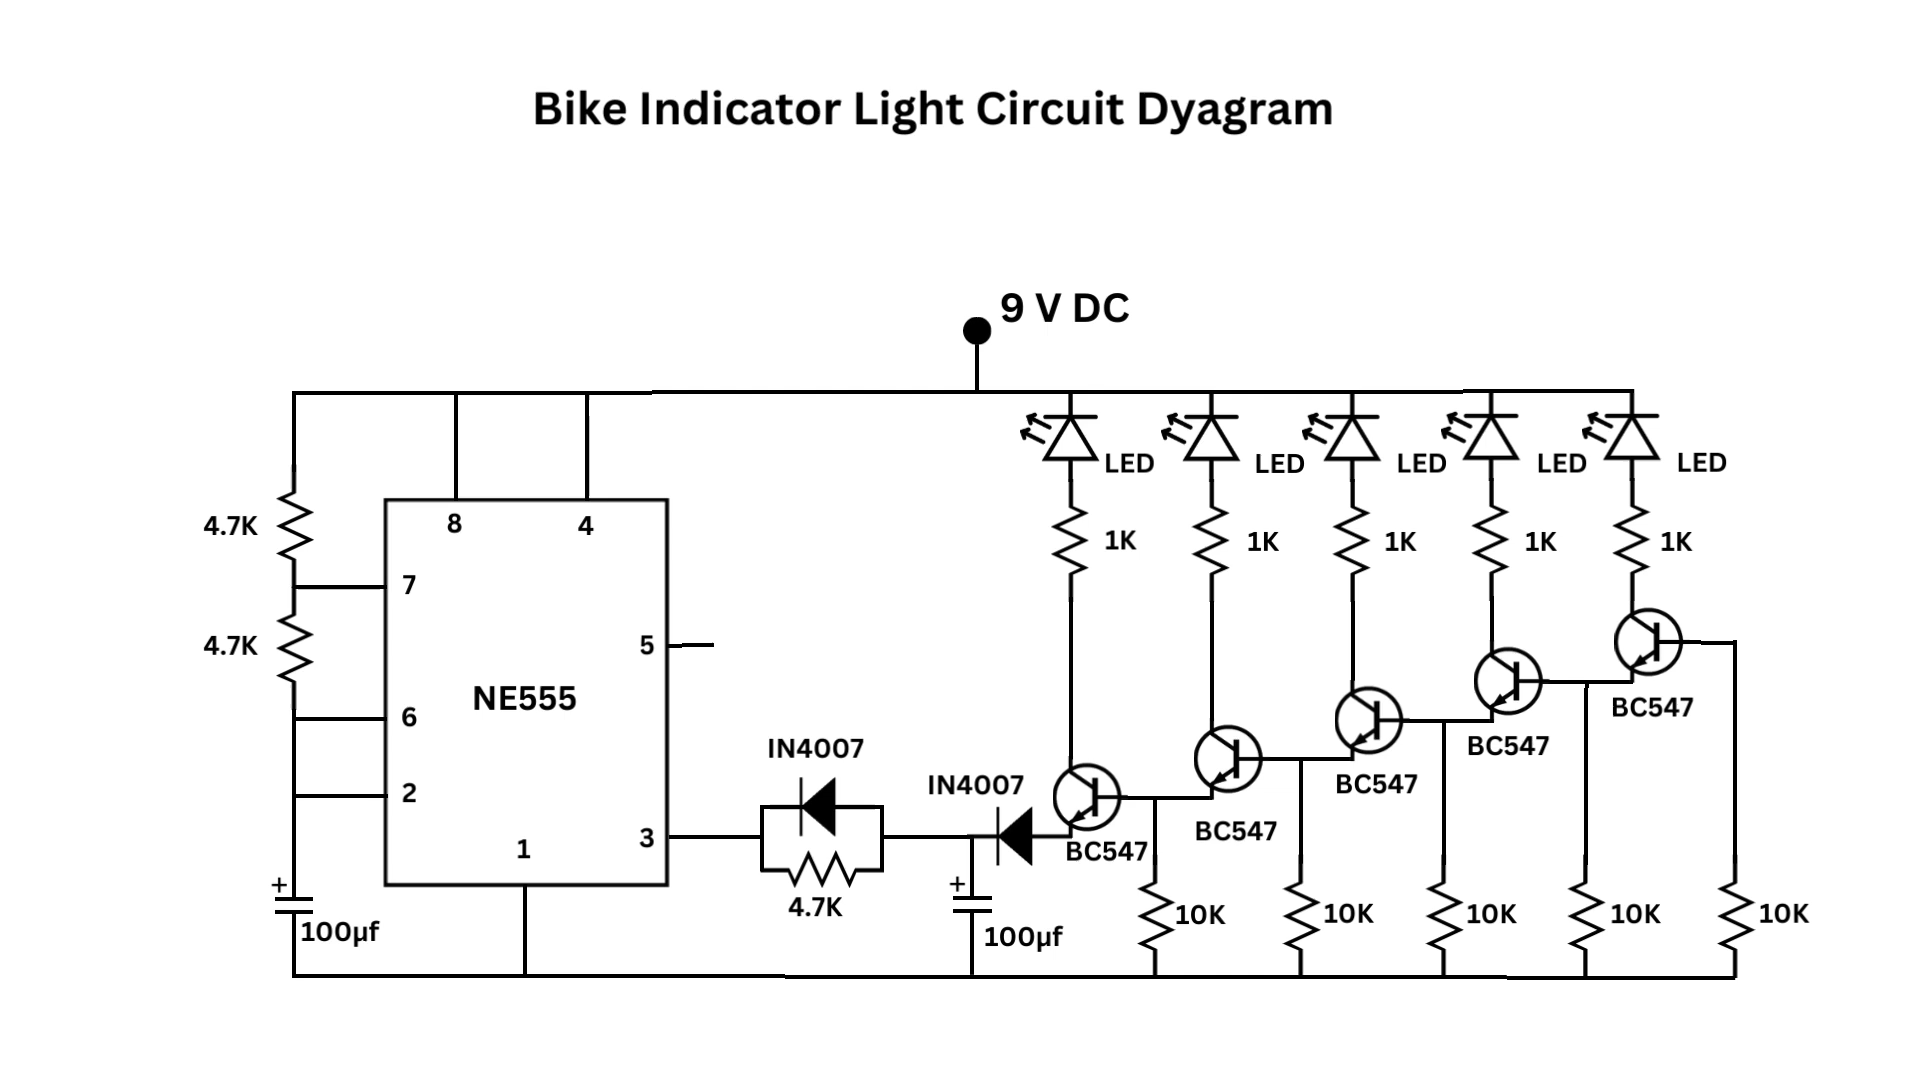 Bike Indicator Light Circuit Dyagram
9 V DC
LED LED LED LED LED
4.7K 8 4 1K 1K 1K 1K 1K
7
4.7K 5
NE555
6 BC547
IN4007 BC547
2 IN4007 BC547
1 3 BC547
BC547
+ 4.7K +
100µf 100µf 10K 10K 10K 10K 10K